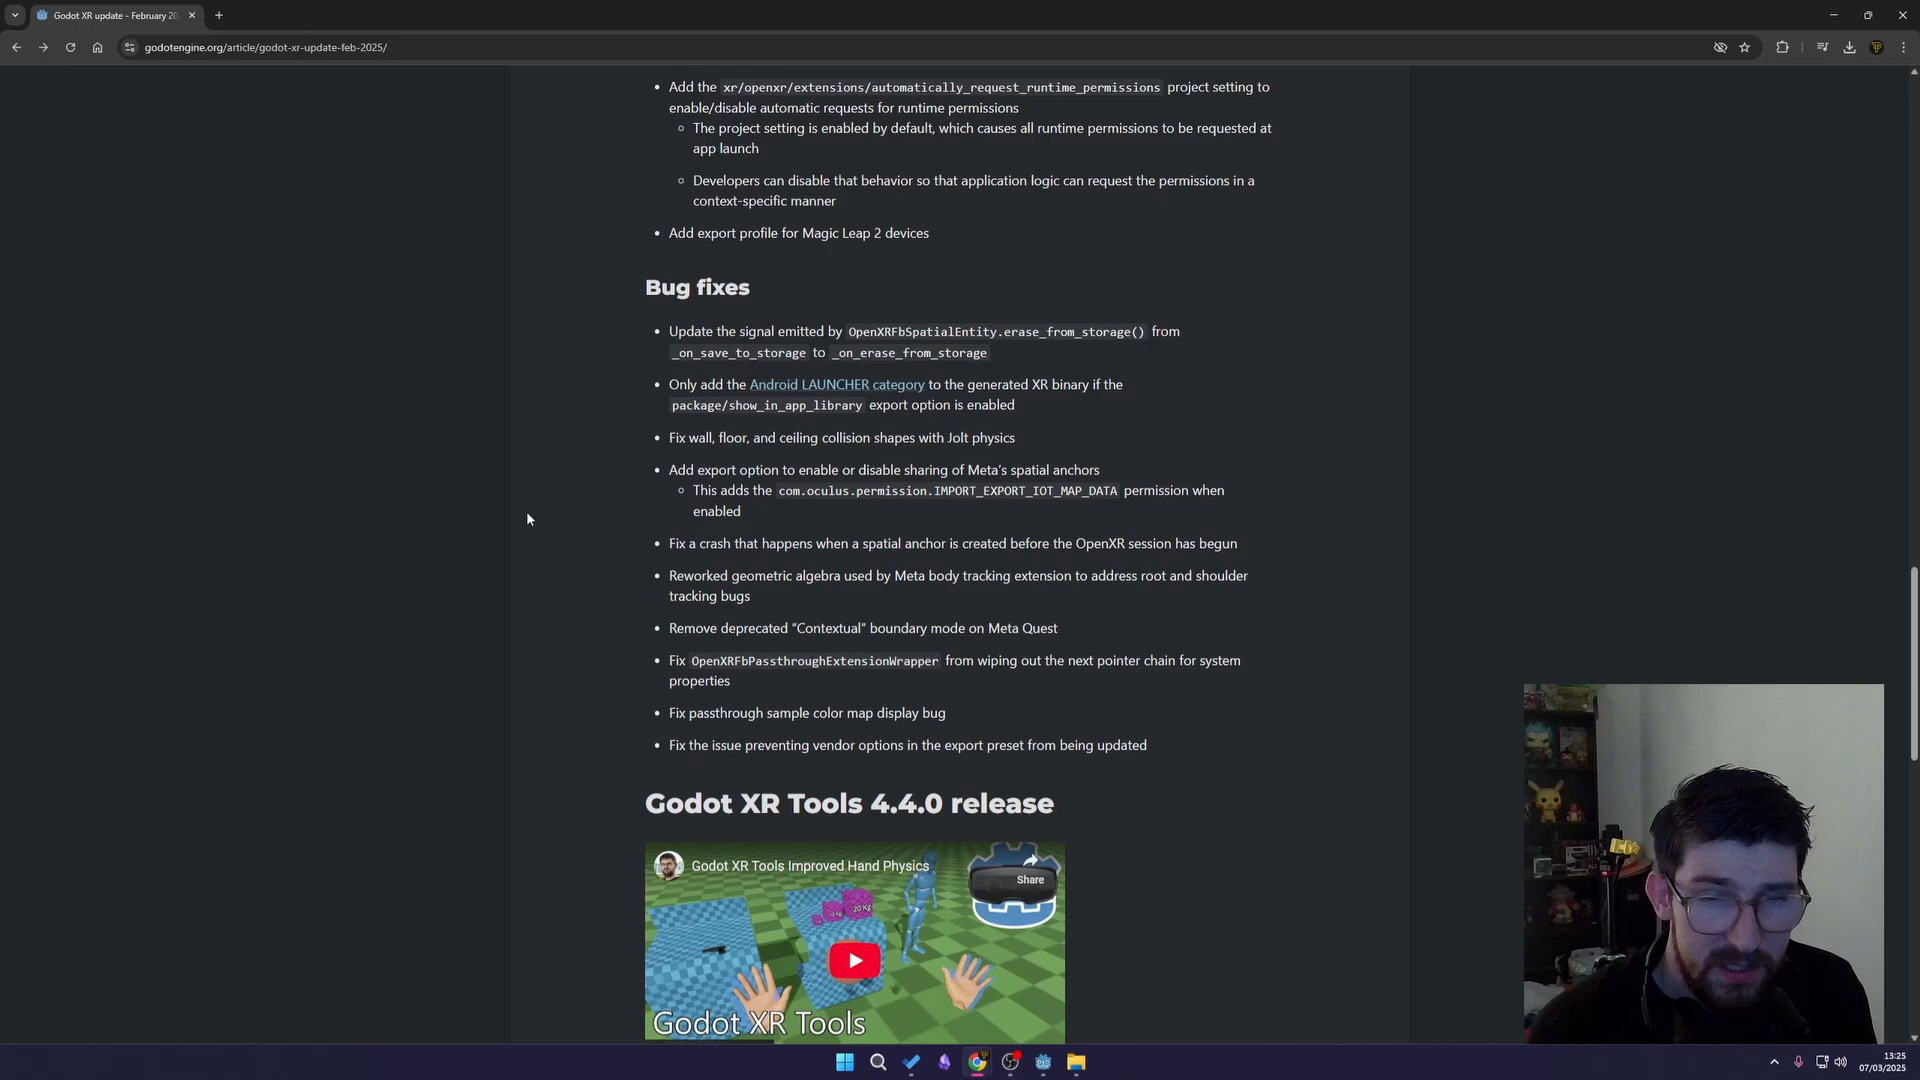 Godot XR update - February 20
godotengine.org/article/godot-xr-update-feb-2025/
Add the xr/openxr/extensions/automatically_request_runtime_permissions project setting to
enable/disable automatic requests for runtime permissions
The project setting is enabled by default, which causes all runtime permissions to be requested at
app launch
Developers can disable that behavior so that application logic can request the permissions in a
context-specific manner
Add export profile for Magic Leap 2 devices
Bug fixes
Update the signal emitted by OpenXRFbSpatialEntity.erase_from_storage() from
_on_save_to_storage to _on_erase_from_storage
Only add the Android LAUNCHER category to the generated XR binary if the
package/show_in_app_library export option is enabled
Fix wall, floor, and ceiling collision shapes with Jolt physics
Add export option to enable or disable sharing of Meta’s spatial anchors
This adds the com.oculus.permission.IMPORT_EXPORT_IOT_MAP_DATA permission when
enabled
Fix a crash that happens when a spatial anchor is created before the OpenXR session has begun
Reworked geometric algebra used by Meta body tracking extension to address root and shoulder
tracking bugs
Remove deprecated “Contextual” boundary mode on Meta Quest
Fix OpenXRFbPassthroughExtensionWrapper from wiping out the next pointer chain for system
properties
Fix passthrough sample color map display bug
Fix the issue preventing vendor options in the export preset from being updated
Godot XR Tools 4.4.0 release
Godot XR Tools Improved Hand Physics
Share
20 Kg
Godot XR Tools
13:25
07/03/2025